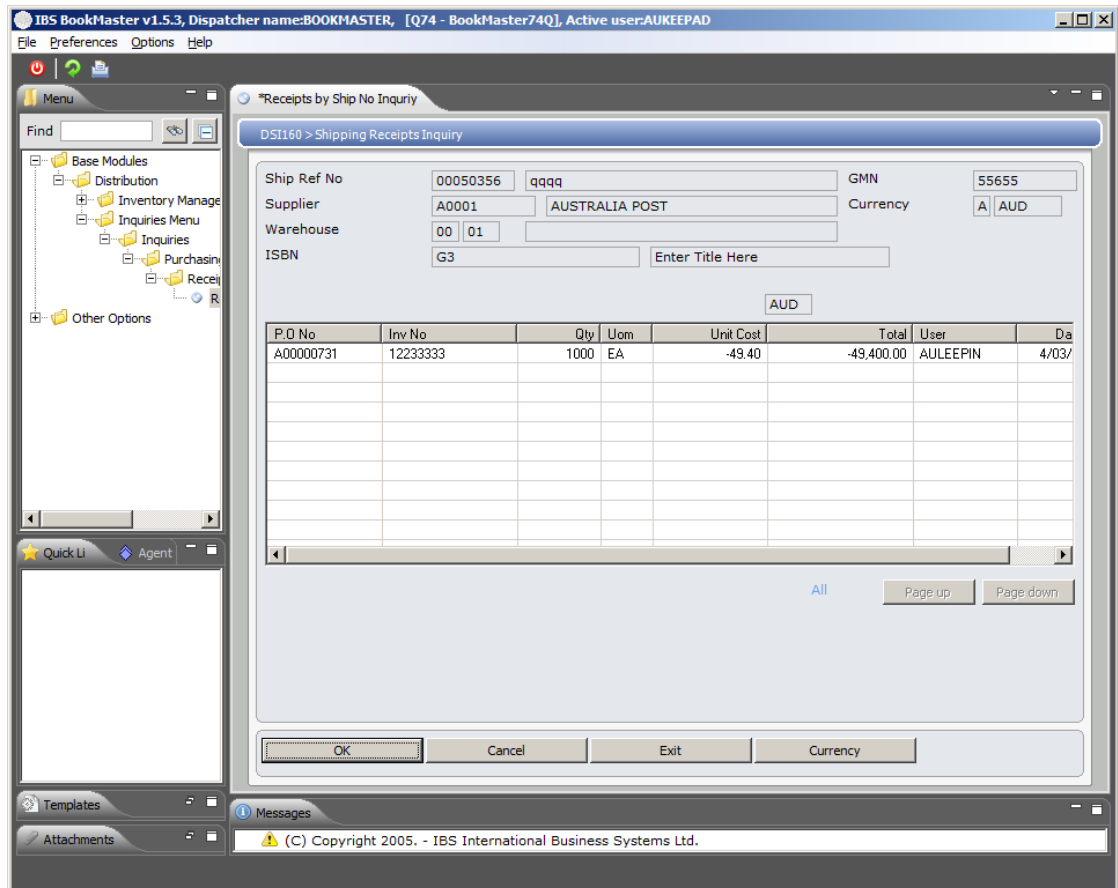 IBS BookMaster v1.5.3, Dispatcher name:BOOKMASTER, [Q74 - BookMaster74Q], Active user:AUKEEPAD
File Preferences Options Help
Menu
*Receipts by Ship No Inquriy
Find
DSI160 > Shipping Receipts Inquiry
Base Modules
Distribution
Inventory Manage
Inquiries Menu
Inquiries
Purchasin
Receip
R
Other Options
Ship Ref No 00050356 qqqq GMN 55655
Supplier A0001 AUSTRALIA POST Currency A AUD
Warehouse 00 01
ISBN G3 Enter Title Here
AUD
P.O No Inv No Qty Uom Unit Cost Total User Da
A00000731 12233333 1000 EA -49.40 -49,400.00 AULEEPIN 4/03/
All Page up Page down
Quick Li Agent
OK Cancel Exit Currency
Templates
Attachments
Messages
(C) Copyright 2005. - IBS International Business Systems Ltd.